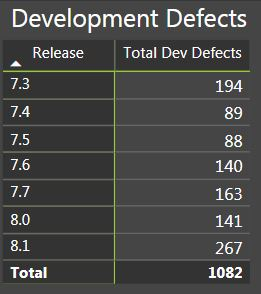 Development Defects
Release Total Dev Defects
7.3 194
7.4 89
7.5 88
7.6 140
7.7 163
8.0 141
8.1 267
Total 1082